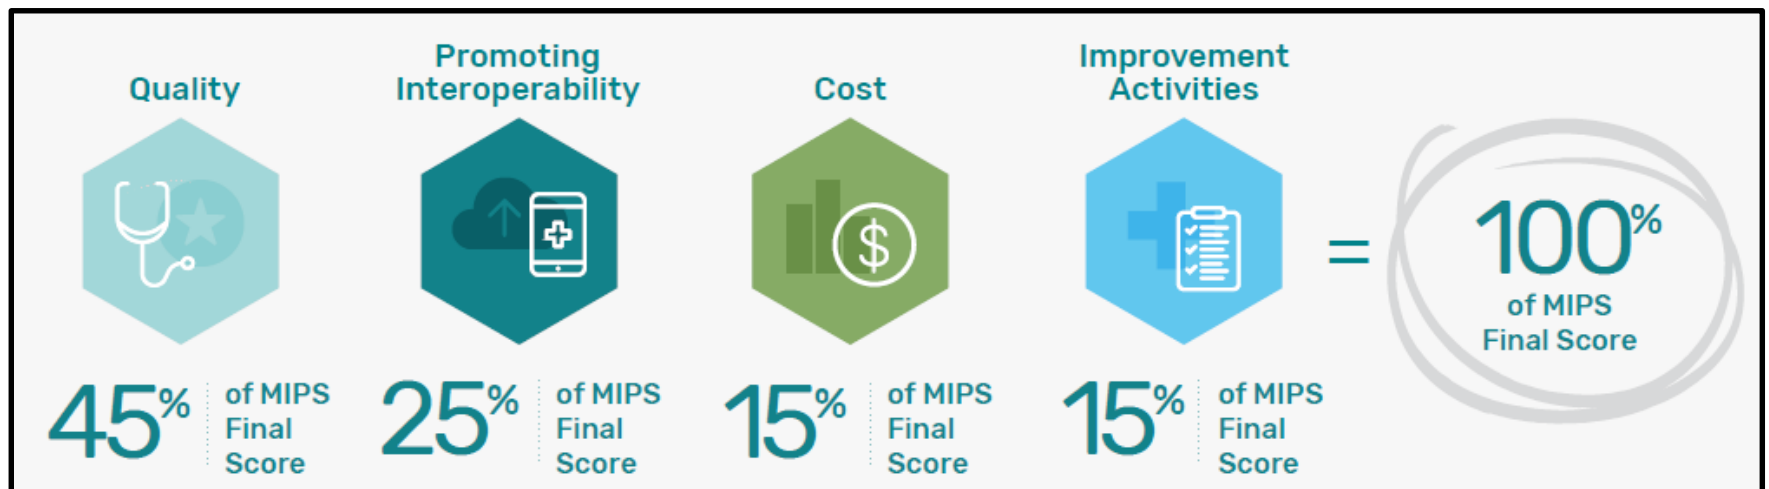 Quality
Promoting
Interoperability
Cost
Improvement
Activities
$
=
100%
of MIPS
Final Score
45%
of MIPS
Final
Score
25%
of MIPS
Final
Score
15%
of MIPS
Final
Score
15%
of MIPS
Final
Score